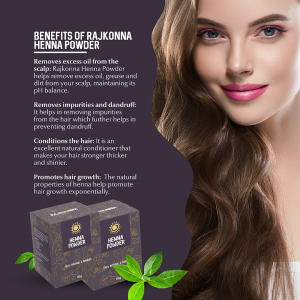 BENEFITS OF RAJKONNA
HENNA POWDER
Removes excess oil from the
scalp: Rajkonna Henna Powder
helps remove excess oil, grease and
dirt from your scalp, maintaining its
pH balance.
Removes impurities and dandruff:
It helps in removing impurities
from the hair which further helps in
preventing dandruff.
Conditions the hair: It is an
excellent natural conditioner that
makes your hair stronger thicker
and shinier.
Promotes hair growth: The natural
properties of henna help promote
hair growth exponentially.
HENNA
POWDER
HENNA
POWDER